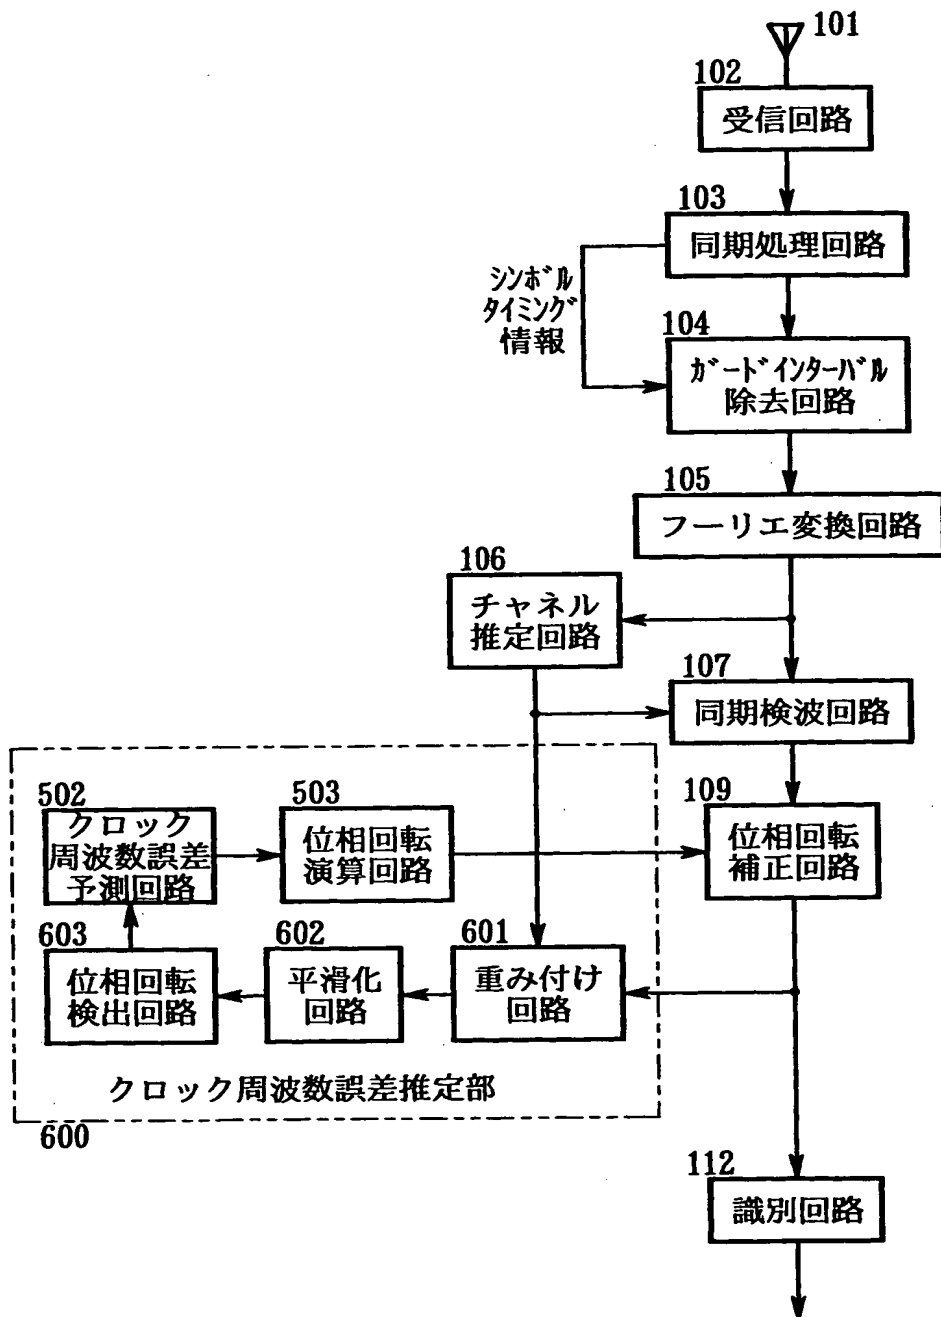 101
102
受信回路
103
同期処理回路
シンボル
タイミング
情報
104
ガードインターバル
除去回路
105
フーリエ変換回路
106
チャネル
推定回路
107
同期検波回路
502
クロック
周波数誤差
予測回路
503
位相回転
演算回路
109
位相回転
補正回路
603
位相回転
検出回路
602
平滑化
回路
601
重み付け
回路
クロック周波数誤差推定部
600
112
識別回路